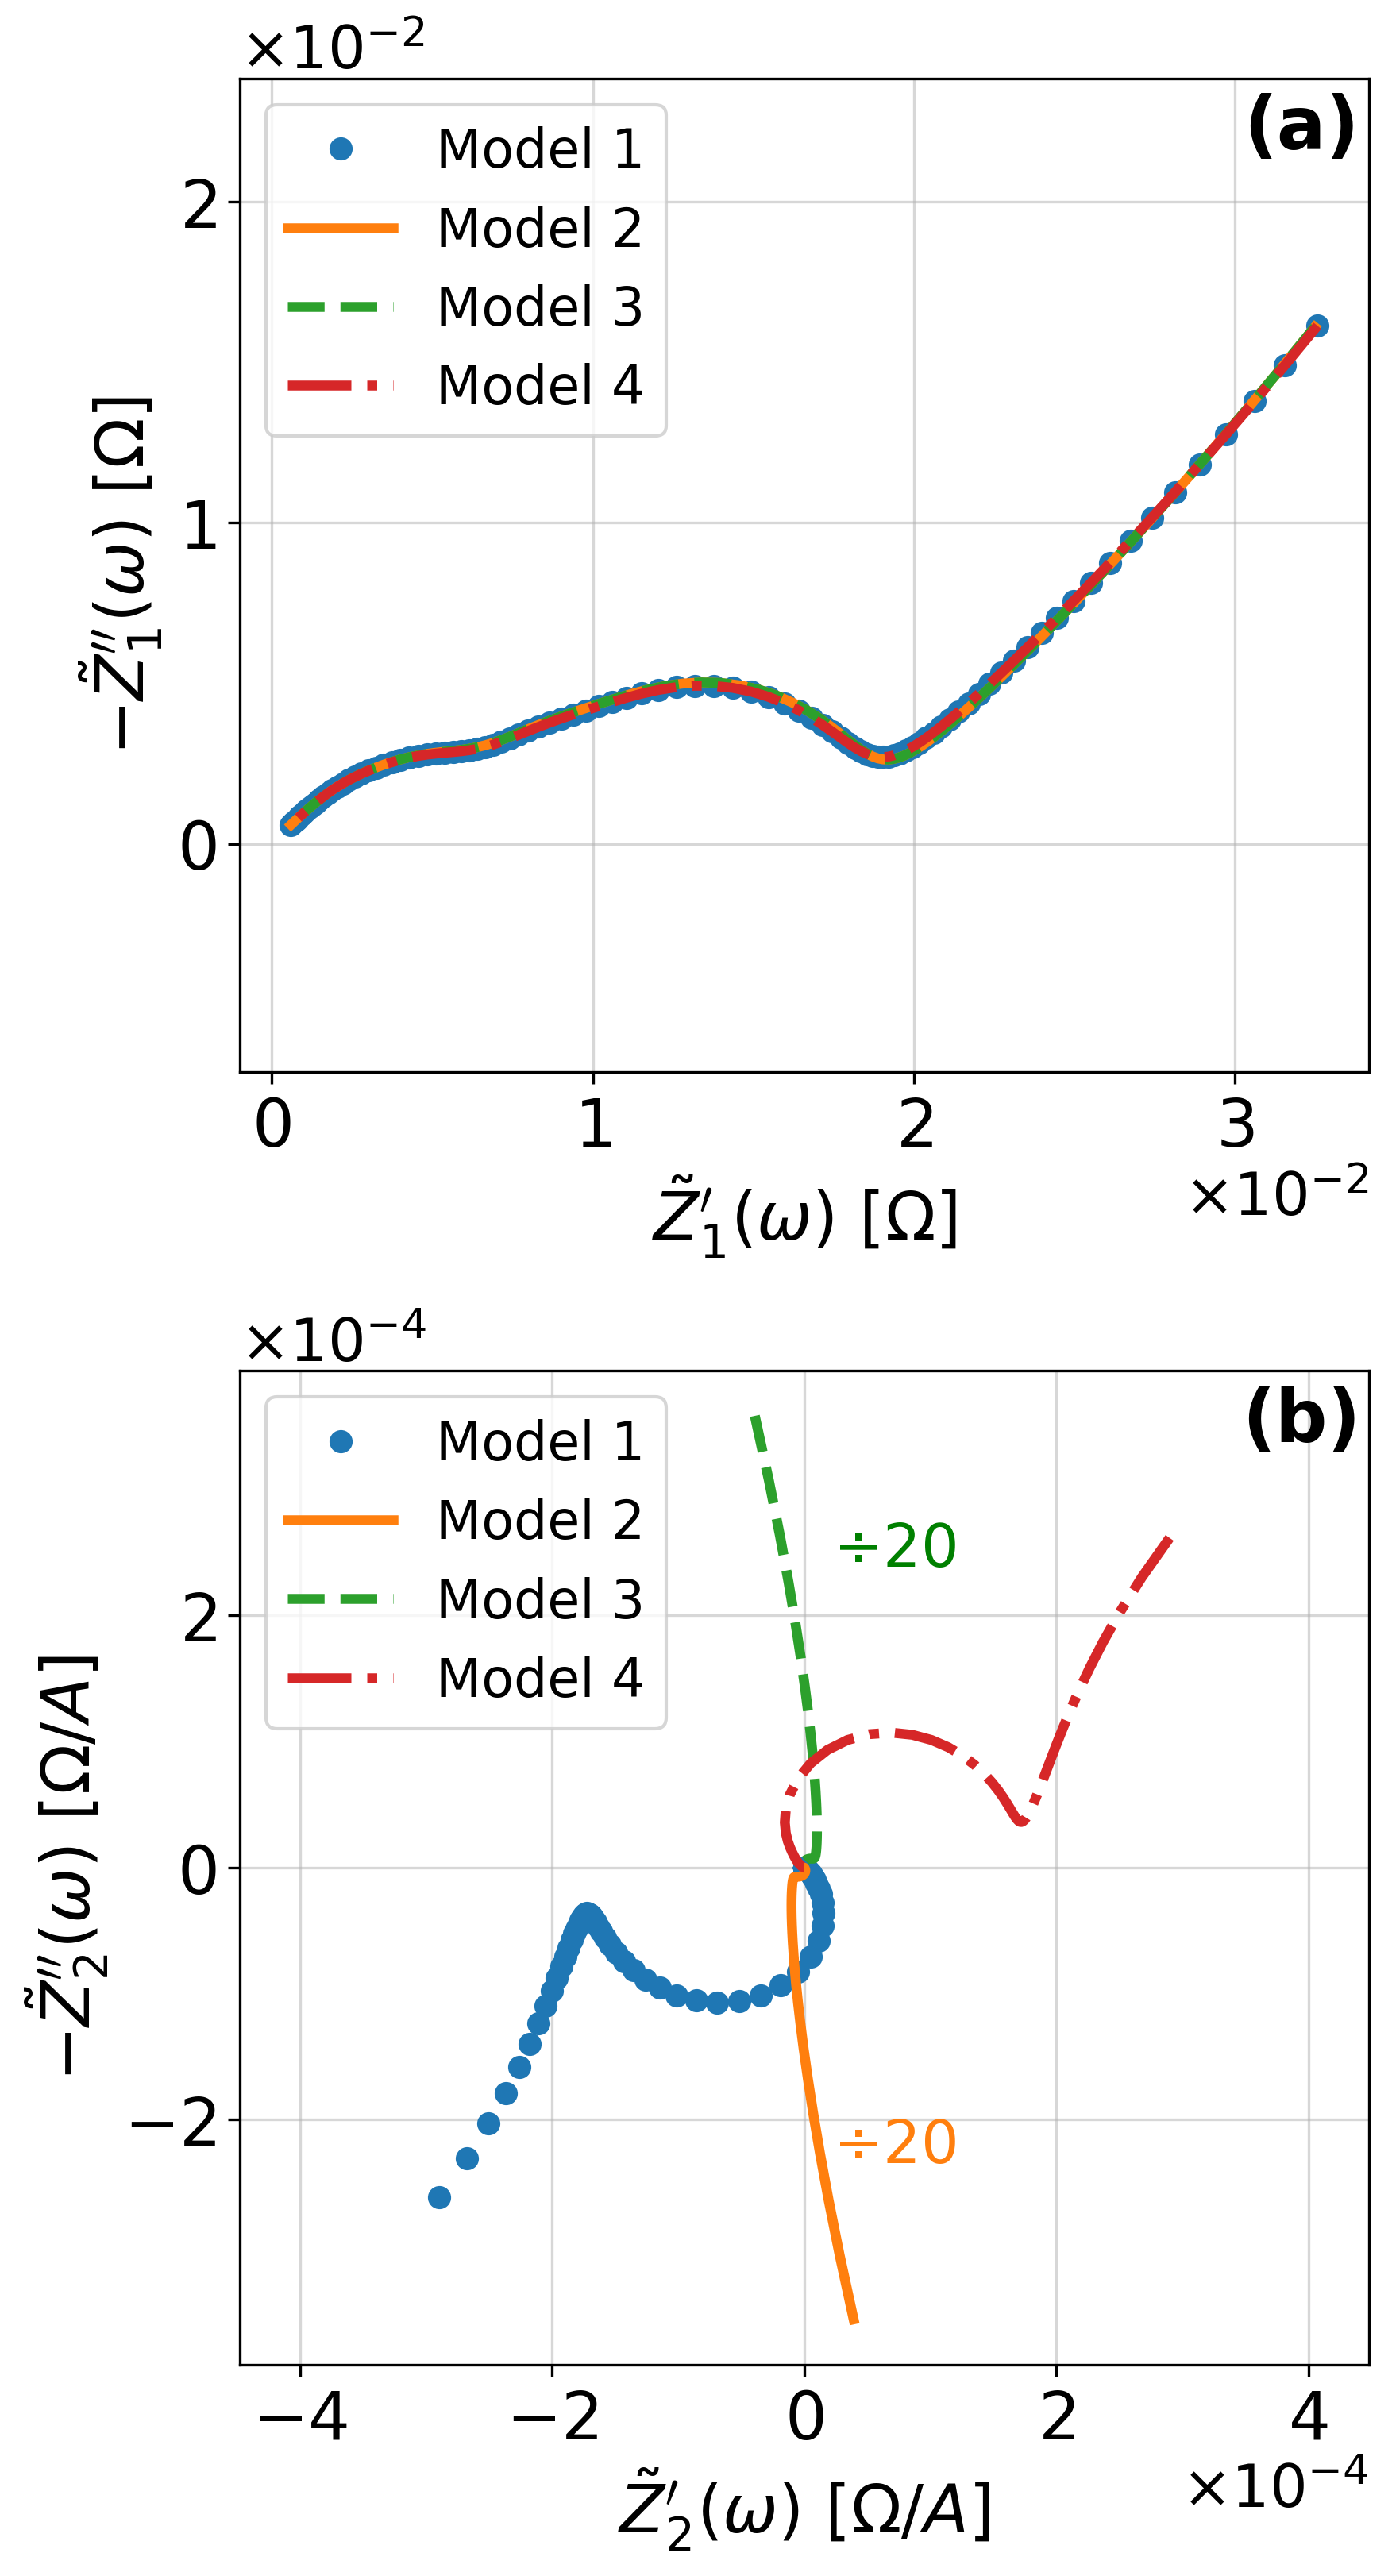 ×10⁻²
(a)
Model 1
Model 2
Model 3
Model 4
2
1
0
−Z̃₁″(ω) [Ω]
0 1 2 3
×10⁻²
Z̃₁′(ω) [Ω]
×10⁻⁴
(b)
Model 1
Model 2
Model 3
Model 4
÷20
÷20
2
0
−2
−Z̃₂″(ω) [Ω/A]
−4 −2 0 2 4
×10⁻⁴
Z̃₂′(ω) [Ω/A]